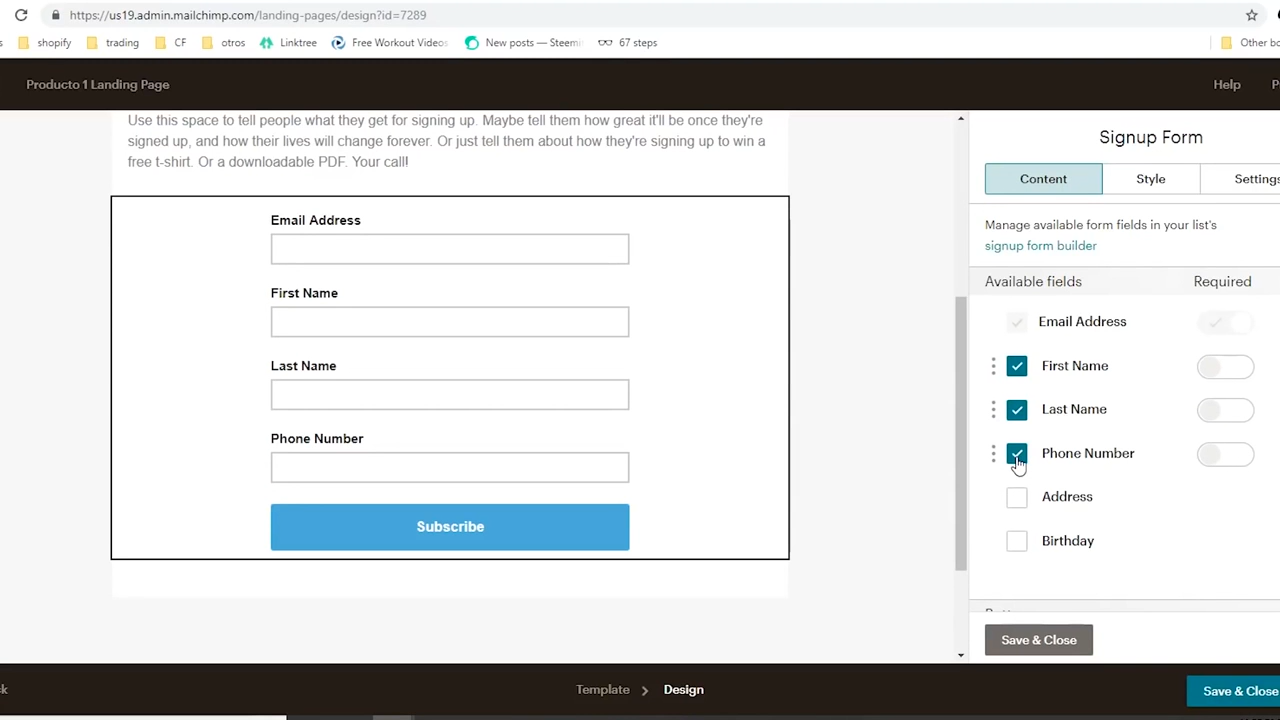 https://us19.admin.mailchimp.com/landing-pages/design?id=7289
shopify trading CF otros Linktree Free Workout Videos New posts — Steemi 67 steps Other bo
Producto 1 Landing Page Help P
Use this space to tell people what they get for signing up. Maybe tell them how great it'll be once they're
signed up, and how their lives will change forever. Or just tell them about how they're signing up to win a
free t-shirt. Or a downloadable PDF. Your call!
Email Address
First Name
Last Name
Phone Number
Subscribe
Signup Form
Content Style Settings
Manage available form fields in your list's
signup form builder
Available fields Required
Email Address
First Name
Last Name
Phone Number
Address
Birthday
Save & Close
Template Design
Save & Close